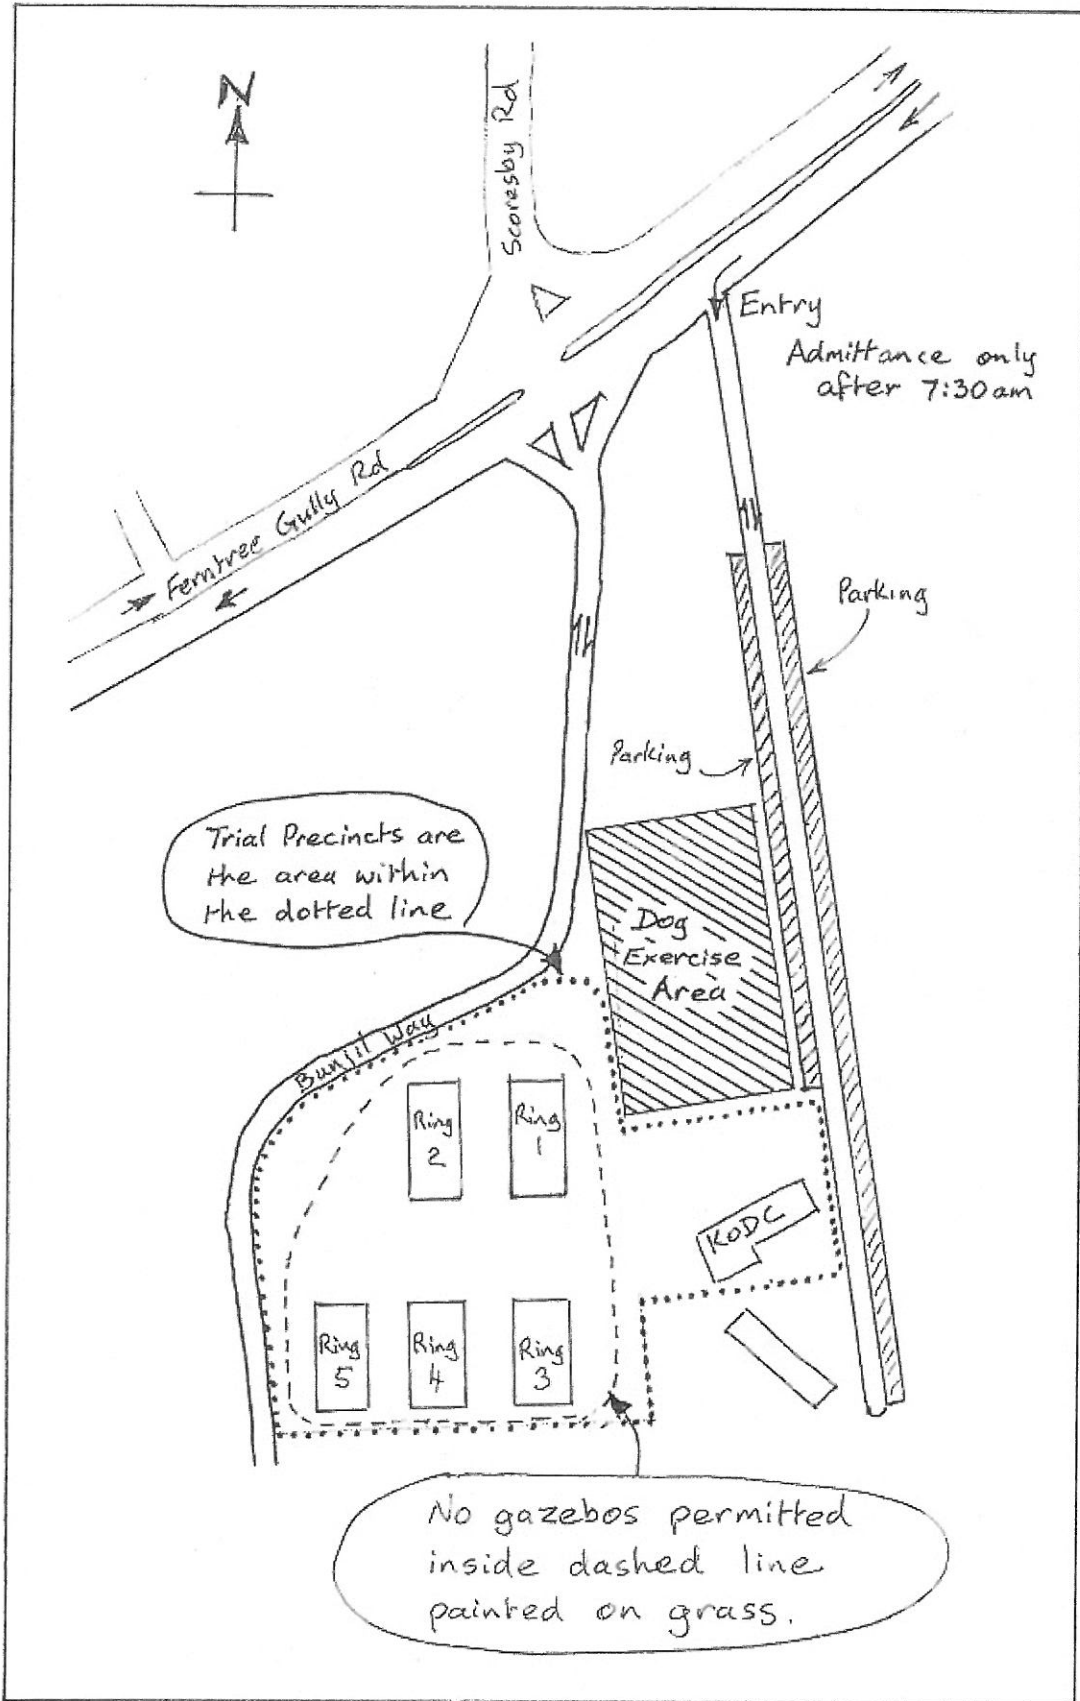 N
Scoresby Rd
Entry
Admittance only
after 7:30am
Ferntree Gully Rd
Parking
Parking
Trial Precincts are
the area within
the dotted line
Dog
Exercise
Area
Bunjil Way
Ring
2
Ring
1
KODC
Ring
5
Ring
4
Ring
3
No gazebos permitted
inside dashed line
painted on grass.